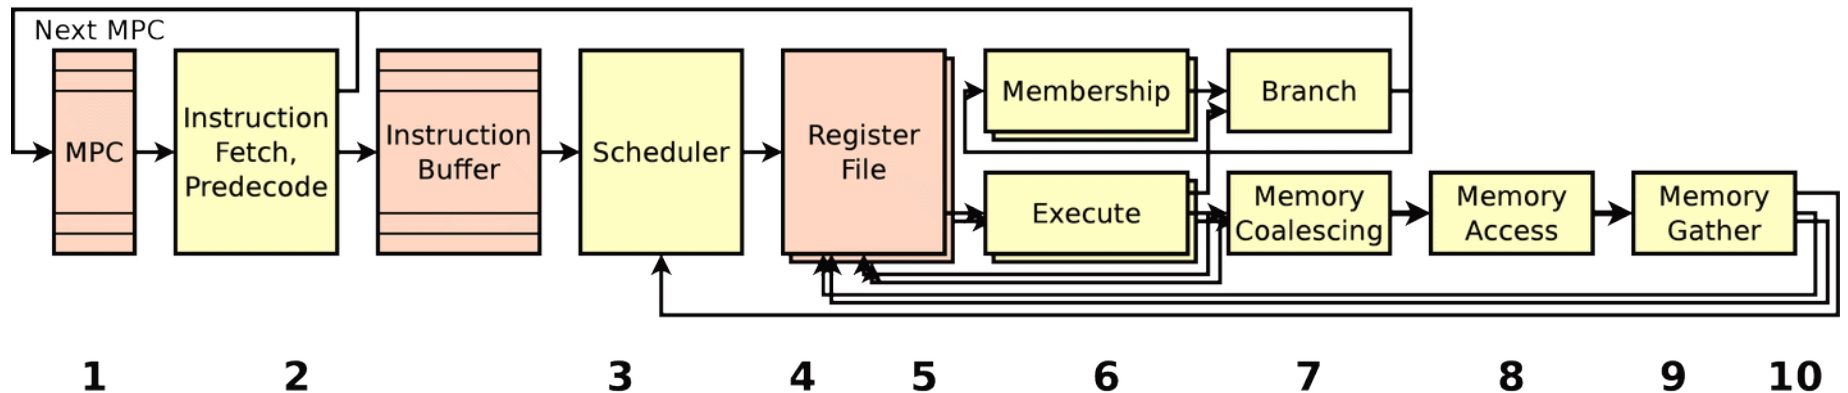 Next MPC
MPC
Instruction
Fetch,
Predecode
Instruction
Buffer
Scheduler
Register
File
Membership
Branch
Execute
Memory
Coalescing
Memory
Access
Memory
Gather
1 2 3 4 5 6 7 8 9 10